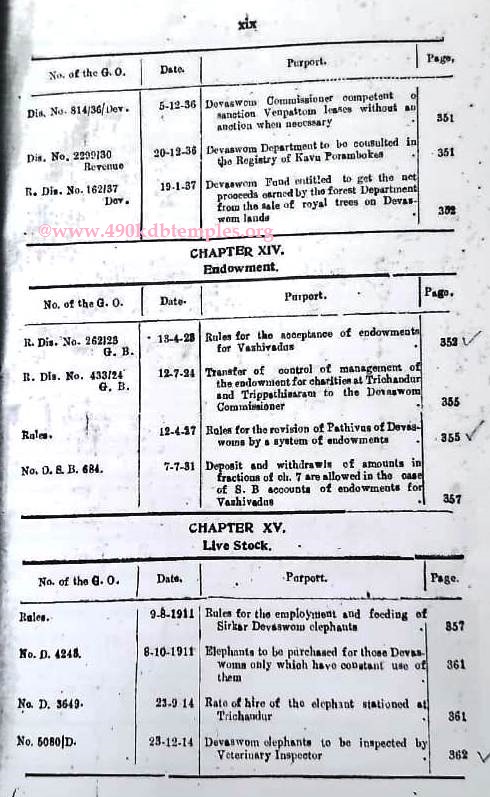 xix
No. of the G. O. Date. Purport. Page.
Dis. No. 814/36/Dev. 5-12-36 Devaswom Commissioner competent o
sanction Venpattom leases without an
auction when necessary 351
Dis. No. 2299/30 20-12-36 Devaswom Department to be consulted in
Revenue the Registry of Kavu Porambokes 351
R. Dis. No. 162/37 19-1-37 Devaswom Fund entitled to get the net
Dev. proceeds earned by the forest Department
from the sale of royal trees on Devas-
wom lands 352
@www.490kdbtemples.org
CHAPTER XIV.
Endowment.
No. of the G. O. Date. Purport. Page.
R. Dis. No. 262/23 13-4-23 Rules for the acceptance of endowments
G. B. for Vazhivadus 352
R. Dis. No. 433/24 12-7-24 Transfer of control of management of
G. B. the endowment for charities at Trichandur
and Trippathisaram to the Devaswom
Commissioner 355
Rules. 12-4-37 Rules for the revision of Pathivus of Devas-
woms by a system of endowments 355
No. O. S. B. 684. 7-7-31 Deposit and withdrawls of amounts in
fractions of ch. 7 are allowed in the case
of S. B accounts of endowments for
Vazhivadus 357
CHAPTER XV.
Live Stock.
No. of the G. O. Date. Purport. Page.
Rules. 9-8-1911 Rules for the employment and feeding of
Sirkar Devaswom elephants 357
No. D. 4248. 8-10-1911 Elephants to be purchased for those Devas-
woms only which have constant use of
them 361
No. D. 3649. 23-9 14 Rate of hire of the elephant stationed at
Trichandur 361
No. 5080/D. 23-12-14 Devaswom elephants to be inspected by
Veterinary Inspector 362